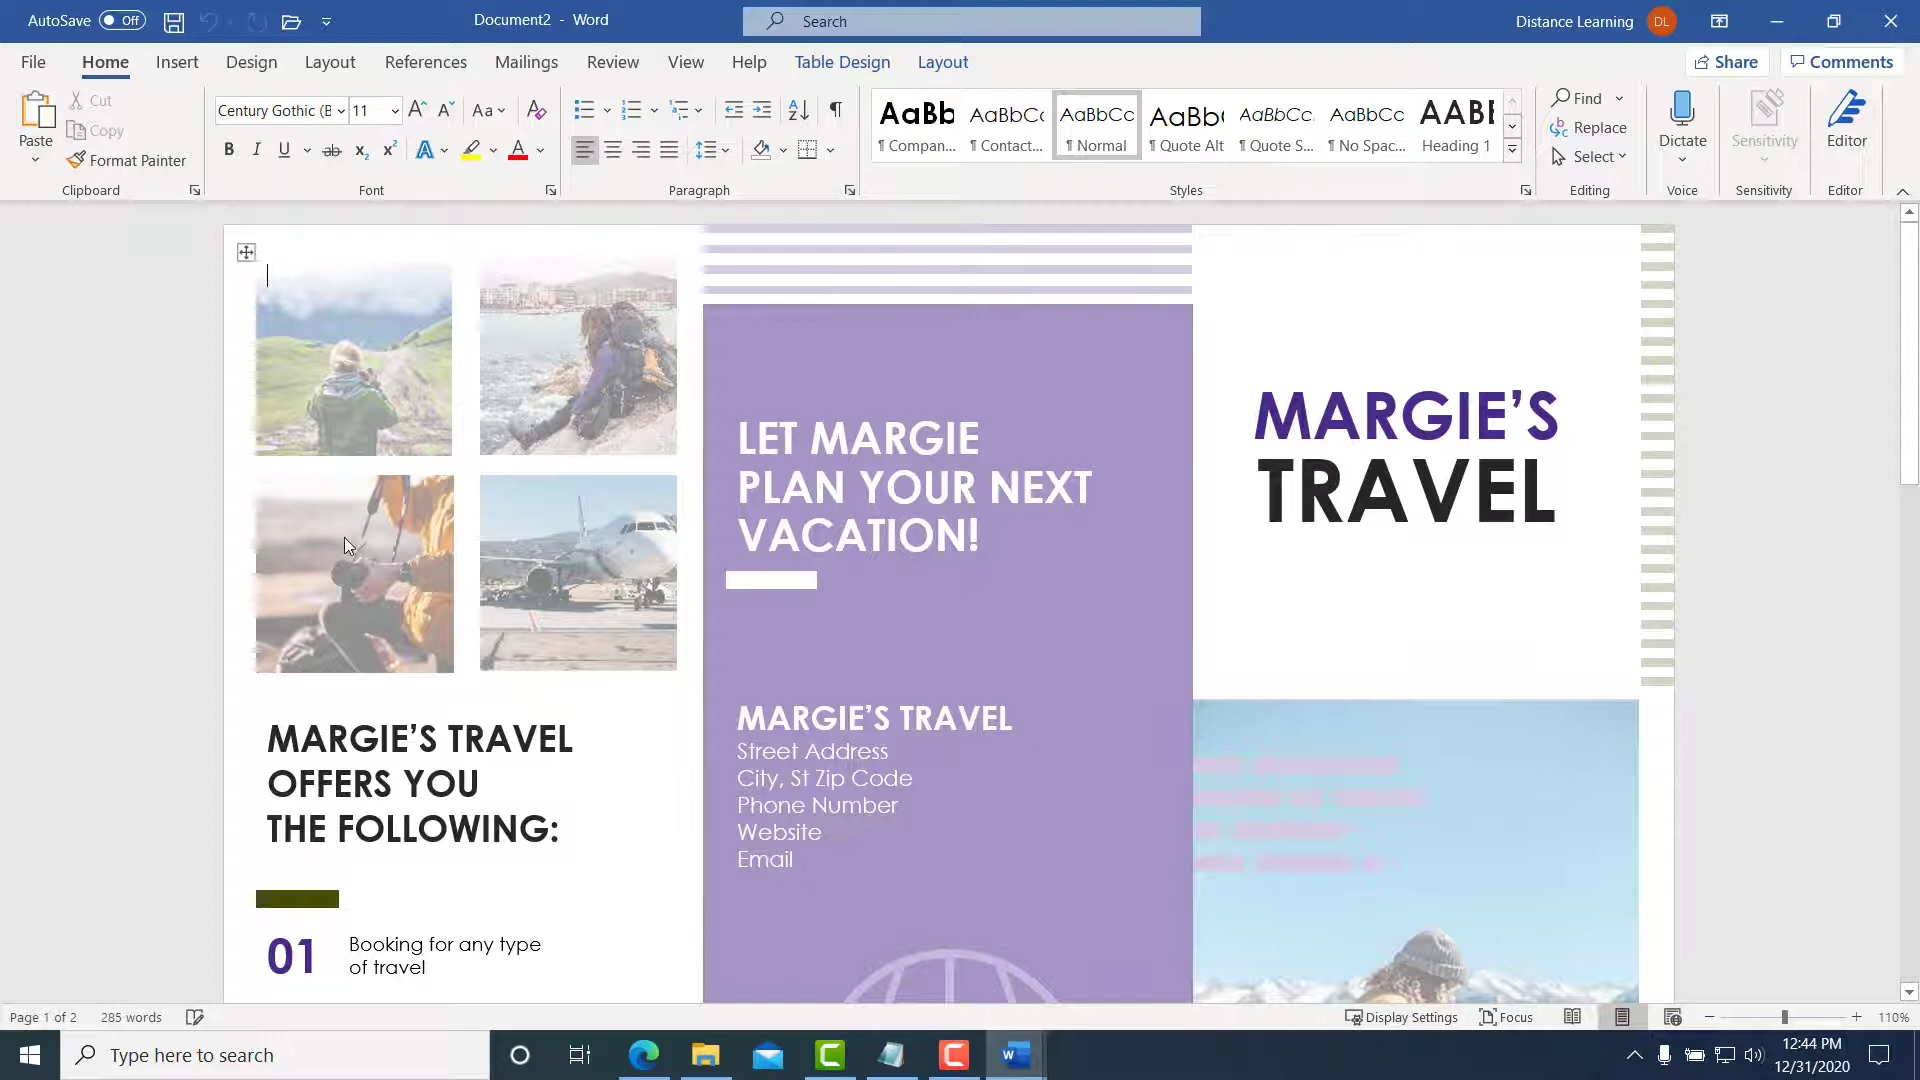 AutoSave Off
Document2 - Word
Search
Distance Learning DL
File Home Insert Design Layout References Mailings Review View Help Table Design Layout
Share Comments
Paste
Cut
Copy
Format Painter
Clipboard
Century Gothic (B 11
Aa
B I U ab x₂ x² A A
Font
Paragraph
AaBb AaBbCc AaBbCc AaBb AaBbCc. AaBbCc AABE
¶ Compan... ¶ Contact... ¶ Normal ¶ Quote Alt ¶ Quote S... ¶ No Spac... Heading 1
Styles
Find
Replace
Select
Editing
Dictate
Voice
Sensitivity
Sensitivity
Editor
Editor
MARGIE’S TRAVEL
OFFERS YOU
THE FOLLOWING:
01 Booking for any type
of travel
LET MARGIE
PLAN YOUR NEXT
VACATION!
MARGIE’S TRAVEL
Street Address
City, St Zip Code
Phone Number
Website
Email
MARGIE’S
TRAVEL
Page 1 of 2 285 words
Display Settings Focus 110%
Type here to search
12:44 PM
12/31/2020